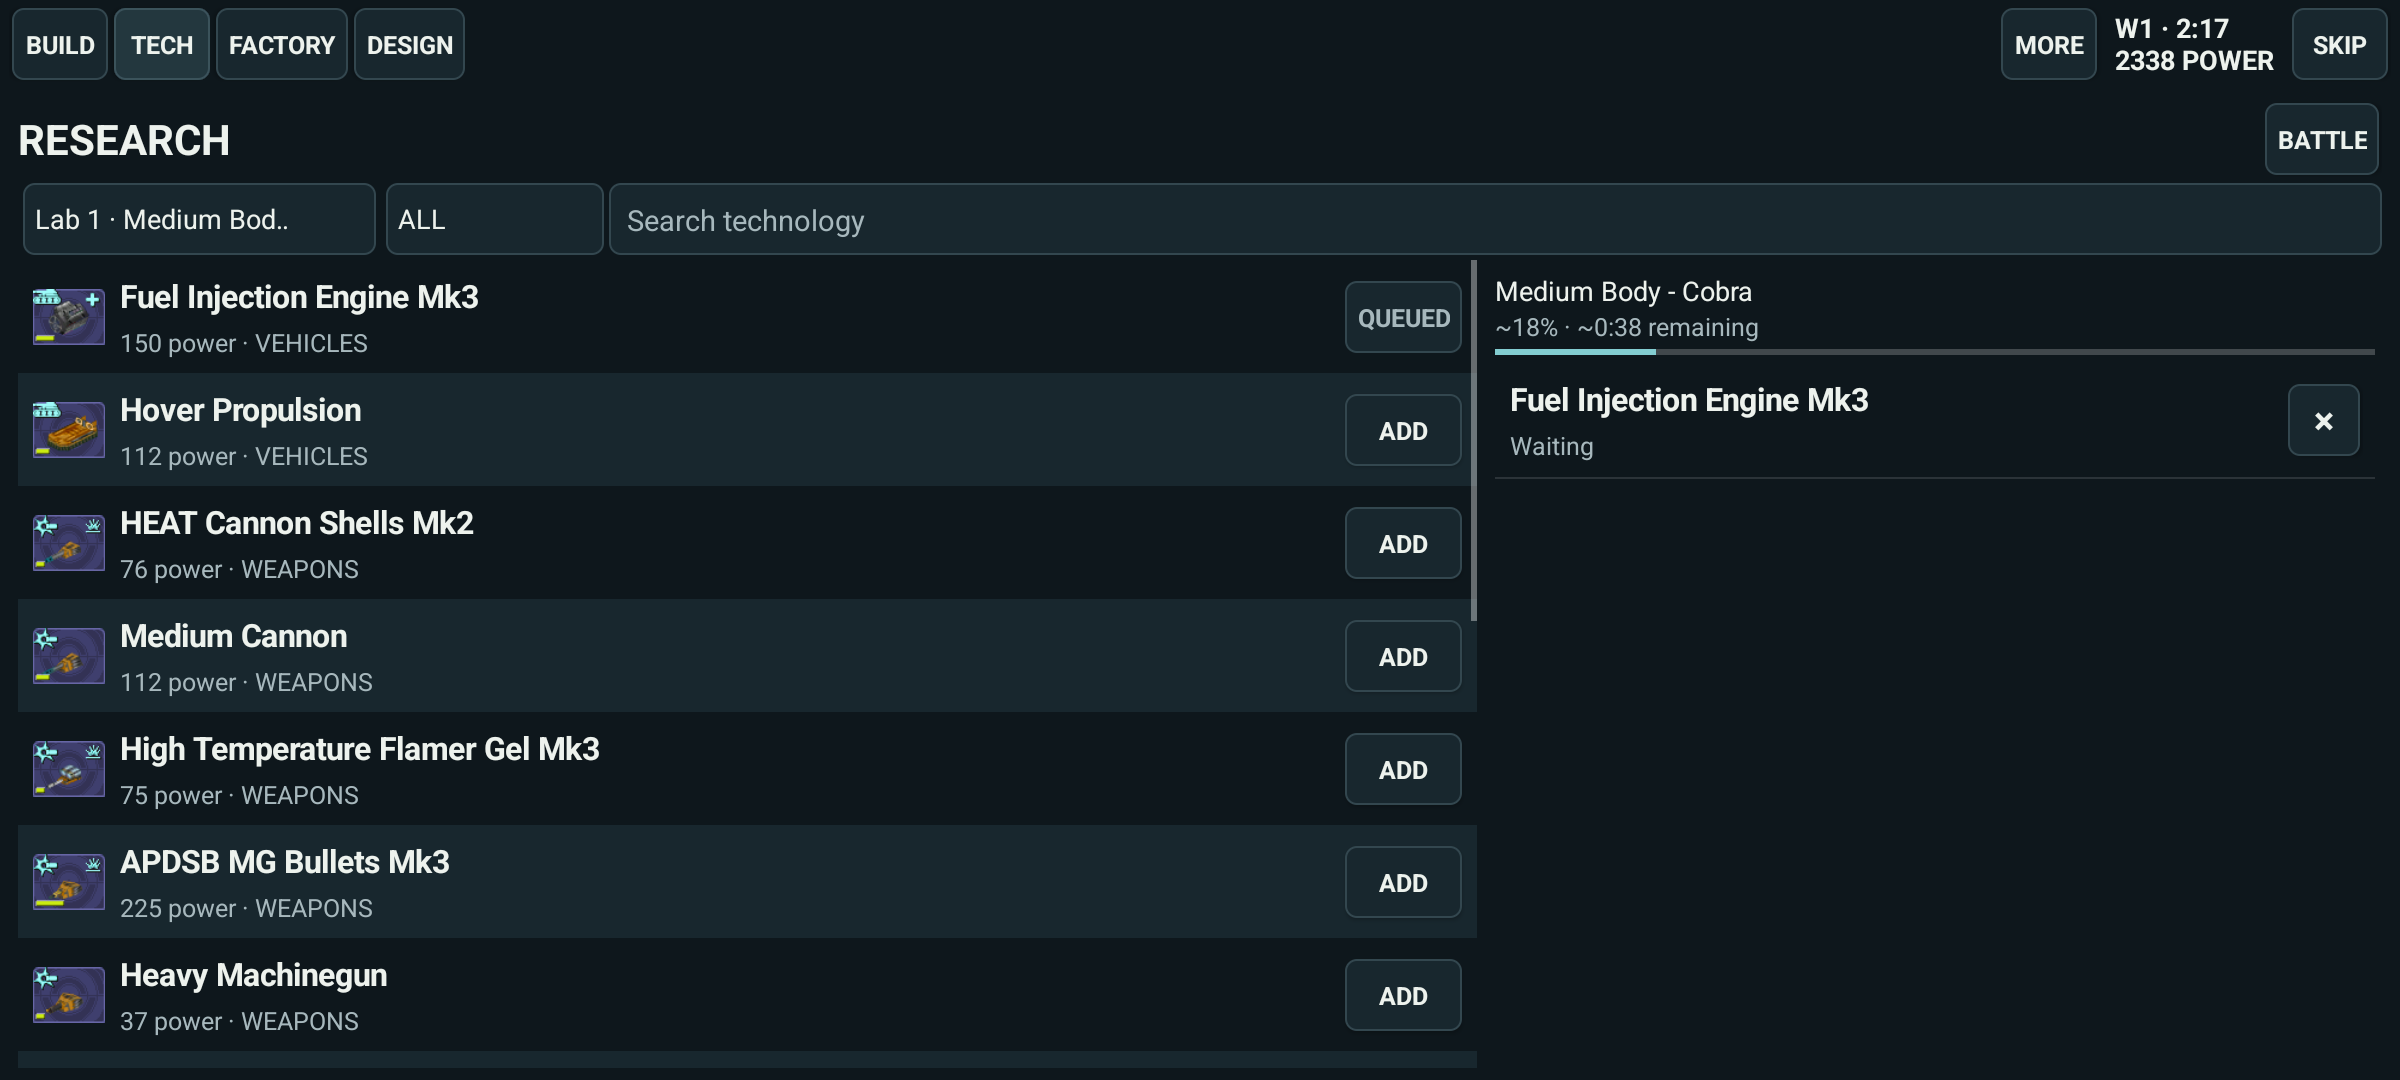 BUILD TECH FACTORY DESIGN MORE W1 · 2:17 SKIP
2338 POWER
RESEARCH BATTLE
Lab 1 · Medium Bod.. ALL Search technology
Fuel Injection Engine Mk3
150 power · VEHICLES
QUEUED
Hover Propulsion
112 power · VEHICLES
ADD
HEAT Cannon Shells Mk2
76 power · WEAPONS
ADD
Medium Cannon
112 power · WEAPONS
ADD
High Temperature Flamer Gel Mk3
75 power · WEAPONS
ADD
APDSB MG Bullets Mk3
225 power · WEAPONS
ADD
Heavy Machinegun
37 power · WEAPONS
ADD
Medium Body - Cobra
~18% · ~0:38 remaining
Fuel Injection Engine Mk3
Waiting
×